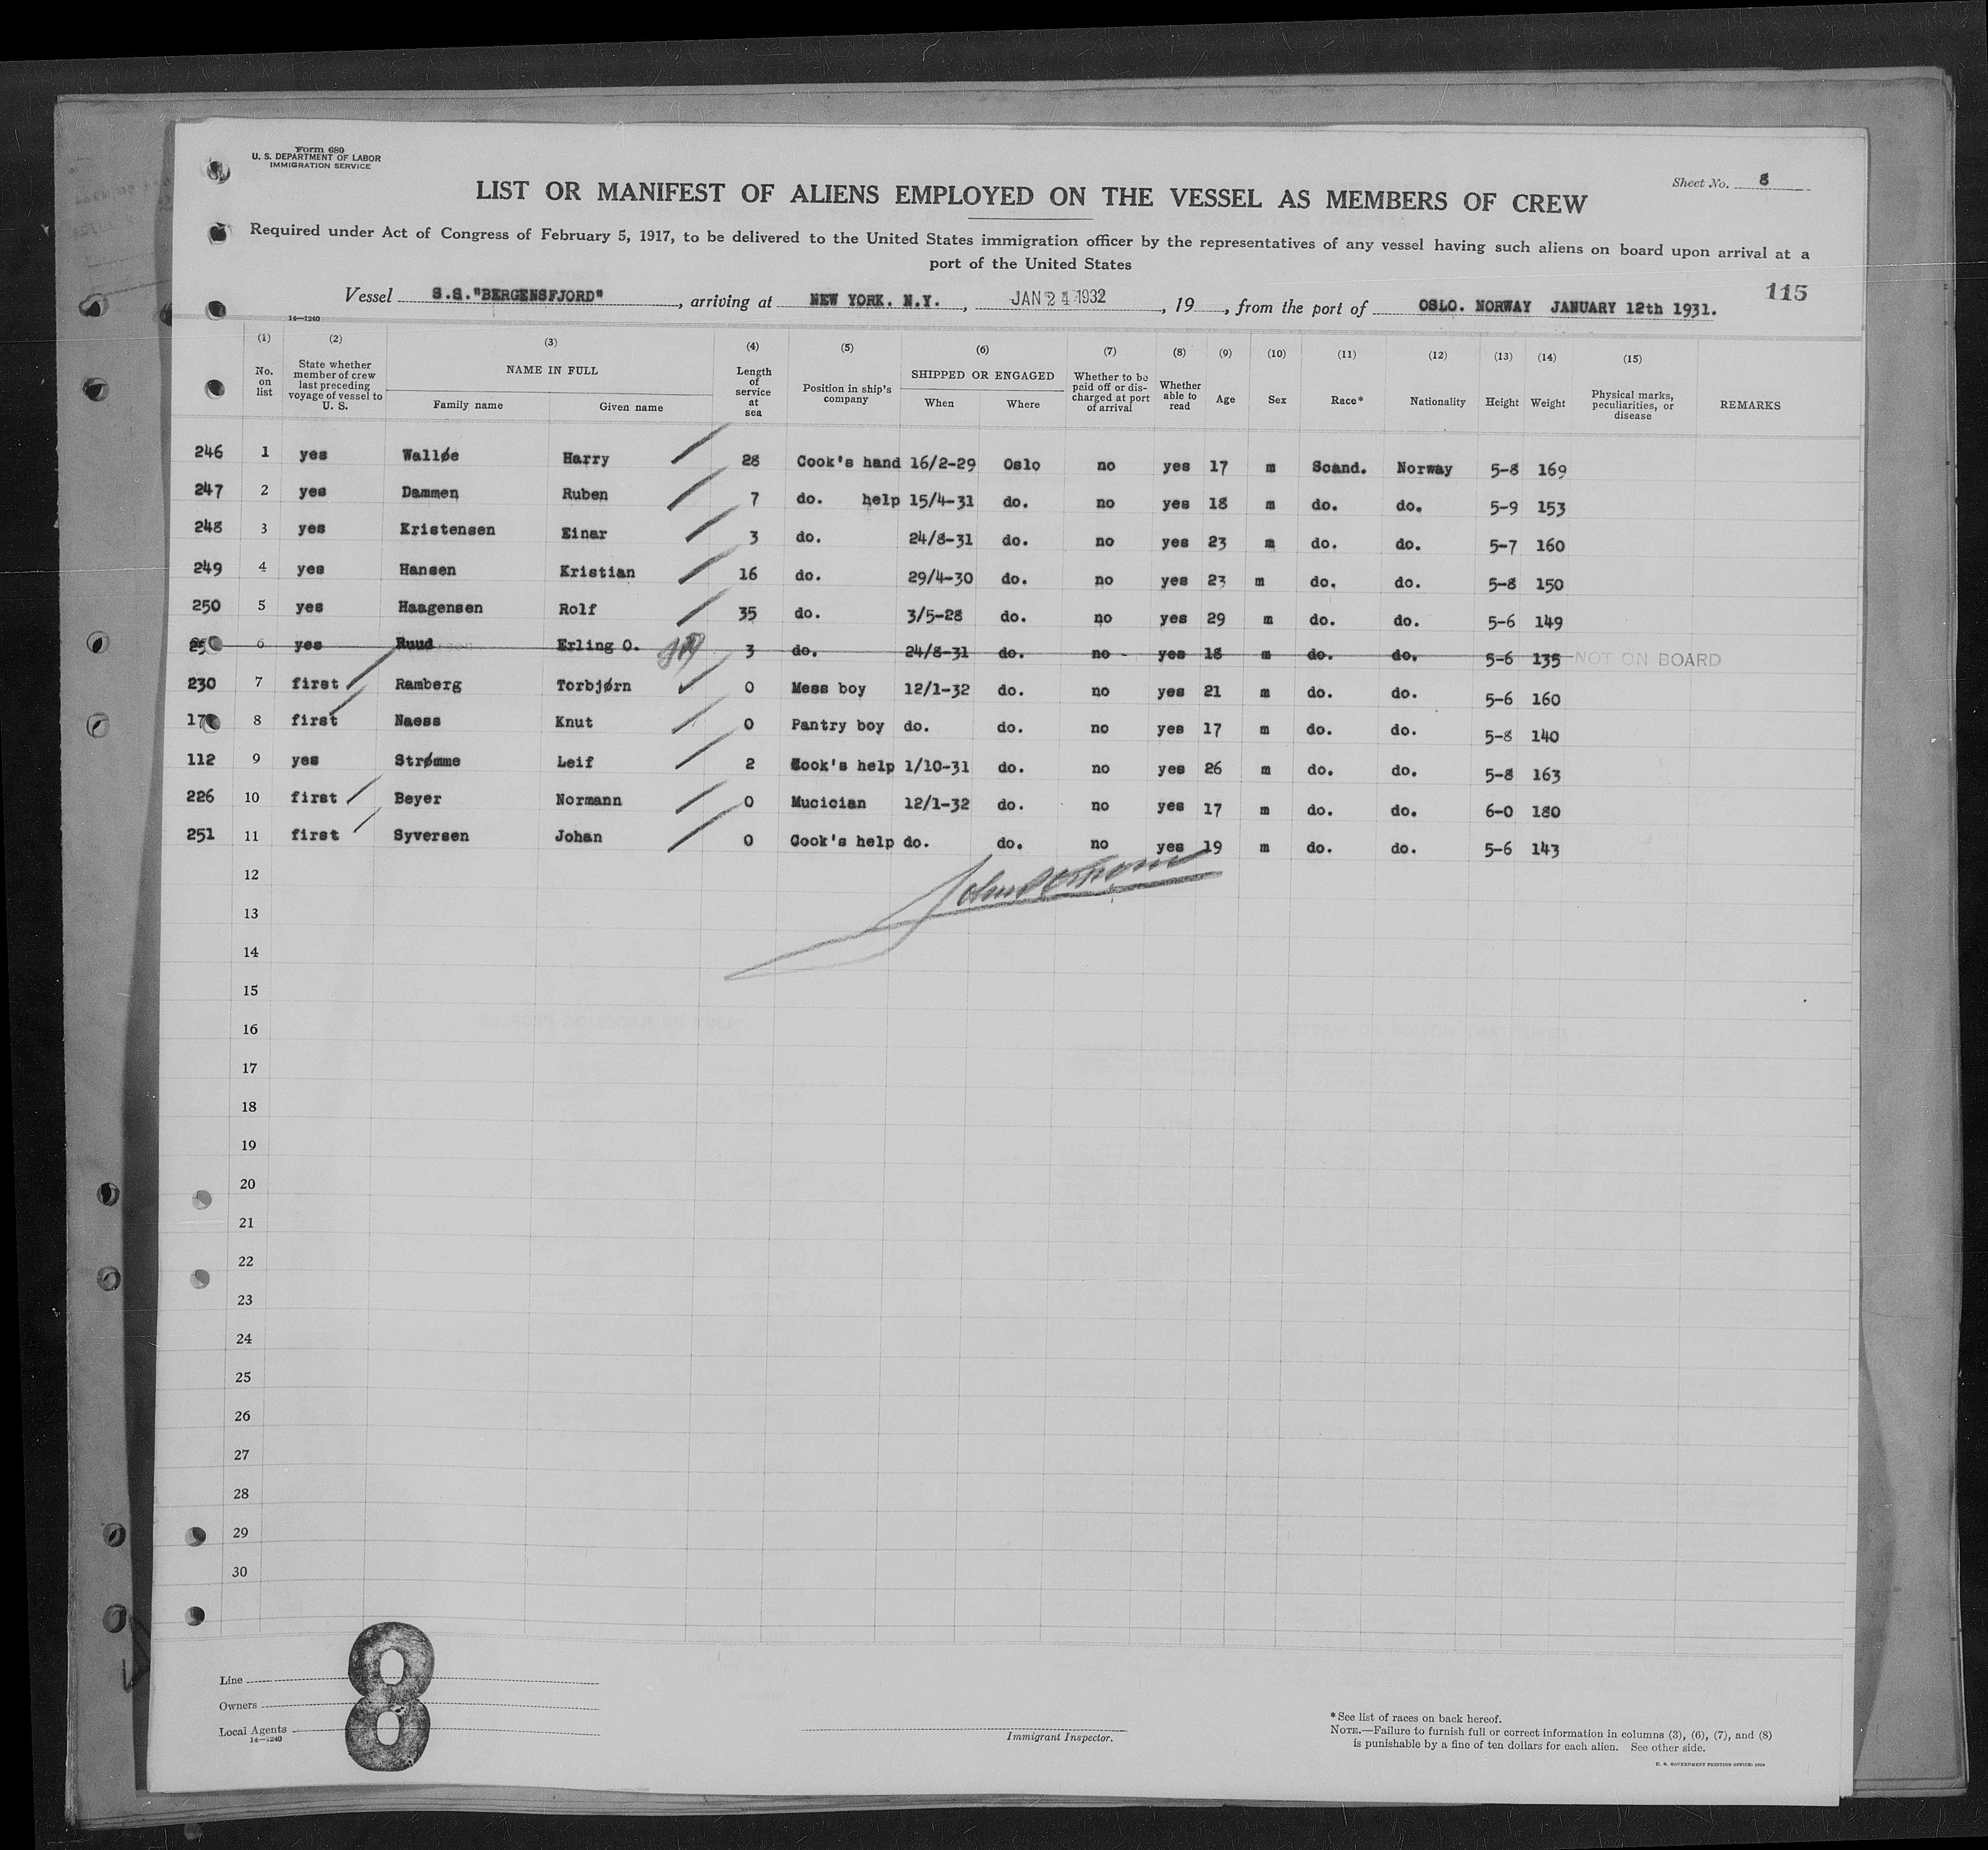 Form 680
U. S. DEPARTMENT OF LABOR
IMMIGRATION SERVICE
Sheet No. 8
LIST OR MANIFEST OF ALIENS EMPLOYED ON THE VESSEL AS MEMBERS OF CREW
Required under Act of Congress of February 5, 1917, to be delivered to the United States immigration officer by the representatives of any vessel having such aliens on board upon arrival at a
port of the United States
115
Vessel S.S."BERGENSFJORD", arriving at NEW YORK. N.Y., JAN 24 1932, 19 , from the port of OSLO. NORWAY JANUARY 12th 1931.
14—1240
(1) (2) (3) (4) (5) (6) (7) (8) (9) (10) (11) (12) (13) (14) (15)
No. on list
State whether member of crew last preceding voyage of vessel to U. S.
NAME IN FULL
Family name Given name
Length of service at sea
Position in ship's company
SHIPPED OR ENGAGED
When Where
Whether to be paid off or discharged at port of arrival
Whether able to read
Age Sex Race* Nationality Height Weight
Physical marks, peculiarities, or disease
REMARKS
246 1 yes Walløe Harry 28 Cook's hand 16/2-29 Oslo no yes 17 m Scand. Norway 5-8 169
247 2 yes Dammen Ruben 7 do. help 15/4-31 do. no yes 18 m do. do. 5-9 153
248 3 yes Kristensen Einar 3 do. 24/8-31 do. no yes 23 m do. do. 5-7 160
249 4 yes Hansen Kristian 16 do. 29/4-30 do. no yes 23 m do. do. 5-8 150
250 5 yes Haagensen Rolf 35 do. 3/5-28 do. no yes 29 m do. do. 5-6 149
6 yes Ruud Erling O. 3 do. 24/8-31 do. no yes 18 m do. do. 5-6 135 NOT ON BOARD
230 7 first Ramberg Torbjørn 0 Mess boy 12/1-32 do. no yes 21 m do. do. 5-6 160
8 first Naess Knut 0 Pantry boy do. do. no yes 17 m do. do. 5-8 140
112 9 yes Strømme Leif 2 Cook's help 1/10-31 do. no yes 26 m do. do. 5-8 163
226 10 first Beyer Normann 0 Mucician 12/1-32 do. no yes 17 m do. do. 6-0 180
251 11 first Syversen Johan 0 Cook's help do. do. no yes 19 m do. do. 5-6 143
12
13
14
15
16
17
18
19
20
21
22
23
24
25
26
27
28
29
30
8
Line
Owners
Local Agents
14—1240
Immigrant Inspector.
*See list of races on back hereof.
NOTE.—Failure to furnish full or correct information in columns (3), (6), (7), and (8)
is punishable by a fine of ten dollars for each alien. See other side.